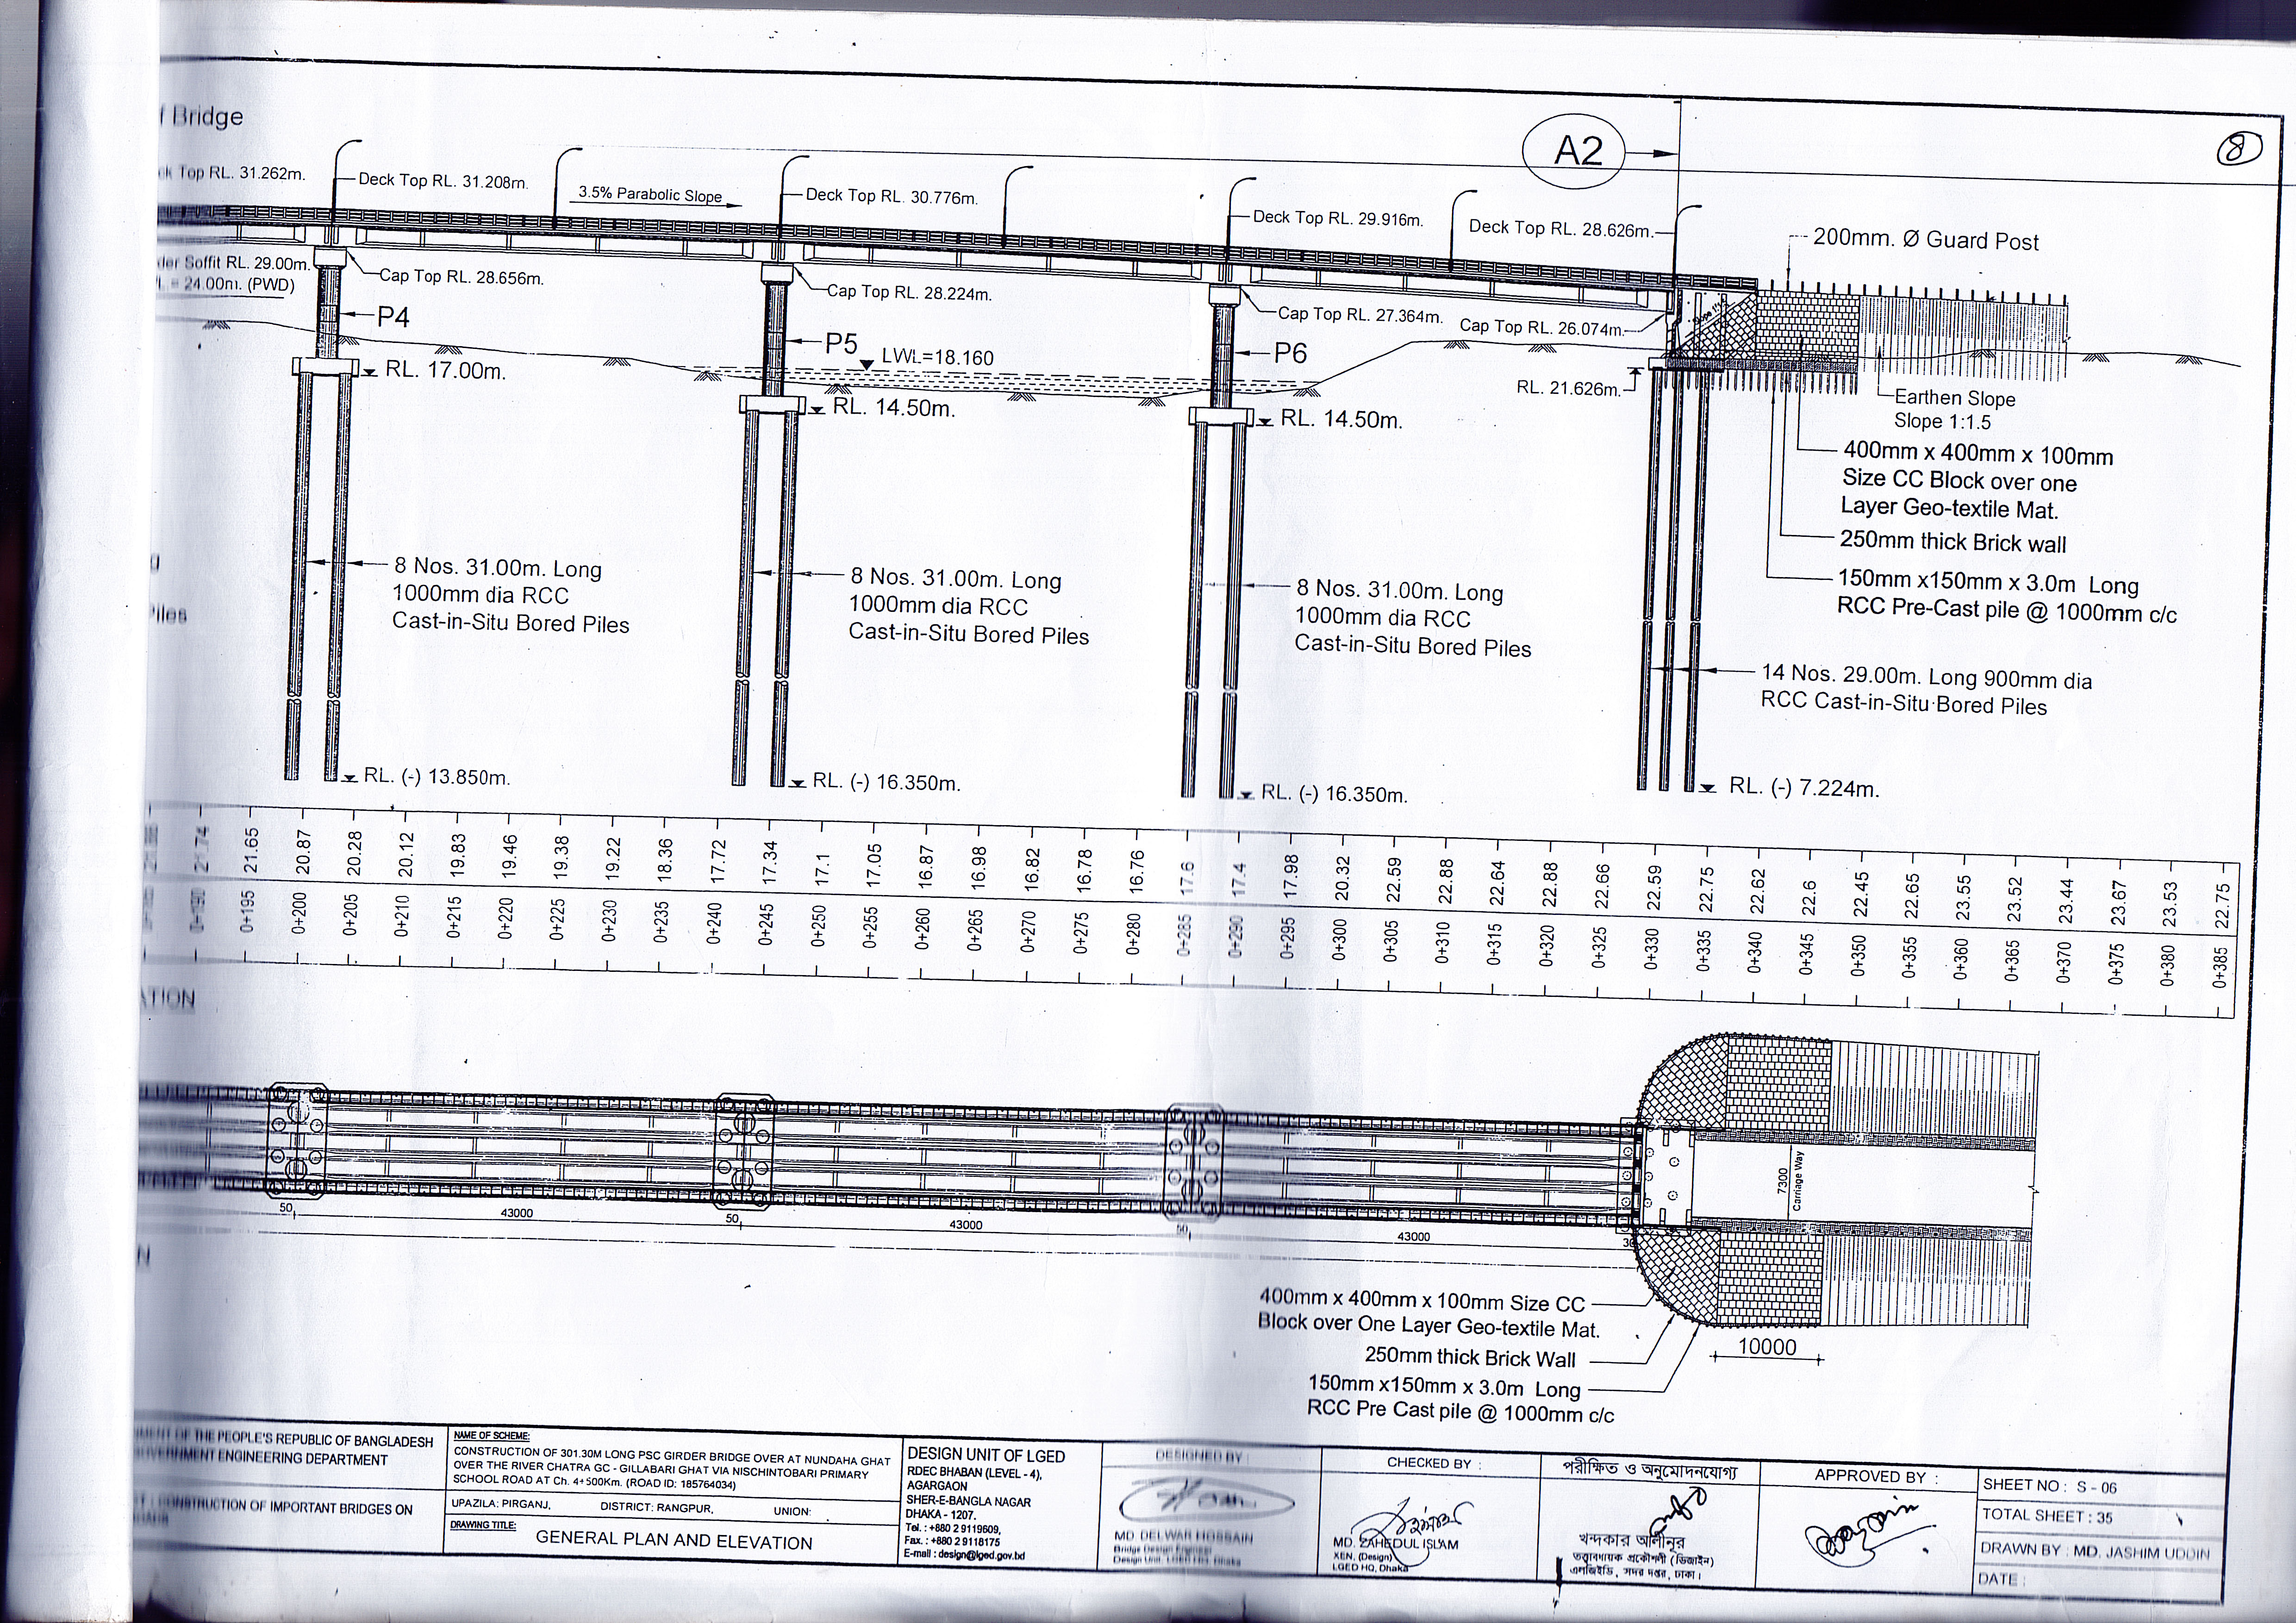 f Bridge
A2
8
Top RL. 31.262m.
Deck Top RL. 31.208m.
3.5% Parabolic Slope
Deck Top RL. 30.776m.
Deck Top RL. 29.916m.
Deck Top RL. 28.626m.
200mm. Ø Guard Post
Soffit RL. 29.00m.
= 24.00m. (PWD)
Cap Top RL. 28.656m.
Cap Top RL. 28.224m.
Cap Top RL. 27.364m.
Cap Top RL. 26.074m.
P4
P5
LWL=18.160
P6
RL. 17.00m.
RL. 14.50m.
RL. 14.50m.
RL. 21.626m.
Earthen Slope
Slope 1:1.5
400mm x 400mm x 100mm
Size CC Block over one
Layer Geo-textile Mat.
250mm thick Brick wall
150mm x150mm x 3.0m Long
RCC Pre-Cast pile @ 1000mm c/c
8 Nos. 31.00m. Long
1000mm dia RCC
Cast-in-Situ Bored Piles
8 Nos. 31.00m. Long
1000mm dia RCC
Cast-in-Situ Bored Piles
8 Nos. 31.00m. Long
1000mm dia RCC
Cast-in-Situ Bored Piles
14 Nos. 29.00m. Long 900mm dia
RCC Cast-in-Situ Bored Piles
RL. (-) 13.850m.
RL. (-) 16.350m.
RL. (-) 16.350m.
RL. (-) 7.224m.
21.74 21.65 20.87 20.28 20.12 19.83 19.46 19.38 19.22 18.36 17.72 17.34 17.1 17.05 16.87 16.98 16.82 16.78 16.76 17.6 17.4 17.98 20.32 22.59 22.88 22.64 22.88 22.66 22.59 22.75 22.62 22.6 22.45 22.65 23.55 23.52 23.44 23.67 23.53 22.75
0+190 0+195 0+200 0+205 0+210 0+215 0+220 0+225 0+230 0+235 0+240 0+245 0+250 0+255 0+260 0+265 0+270 0+275 0+280 0+285 0+290 0+295 0+300 0+305 0+310 0+315 0+320 0+325 0+330 0+335 0+340 0+345 0+350 0+355 0+360 0+365 0+370 0+375 0+380 0+385
ATION
7300
Carriage Way
50
43000
50
43000
50
43000
N
400mm x 400mm x 100mm Size CC
Block over One Layer Geo-textile Mat.
250mm thick Brick Wall
150mm x150mm x 3.0m Long
RCC Pre Cast pile @ 1000mm c/c
10000
OF THE PEOPLE'S REPUBLIC OF BANGLADESH
ENGINEERING DEPARTMENT
CONSTRUCTION OF IMPORTANT BRIDGES ON
NAME OF SCHEME:
CONSTRUCTION OF 301.30M LONG PSC GIRDER BRIDGE OVER AT NUNDAHA GHAT
OVER THE RIVER CHATRA GC - GILLABARI GHAT VIA NISCHINTOBARI PRIMARY
SCHOOL ROAD AT Ch. 4+500Km. (ROAD ID: 185764034)
UPAZILA: PIRGANJ, DISTRICT: RANGPUR, UNION:
DRAWING TITLE:
GENERAL PLAN AND ELEVATION
DESIGN UNIT OF LGED
RDEC BHABAN (LEVEL - 4),
AGARGAON
SHER-E-BANGLA NAGAR
DHAKA - 1207.
Tel. : +880 2 9119609,
Fax. : +880 2 9118175
E-mail : design@lged.gov.bd
DESIGNED BY :
MD. DELWAR HOSSAIN
Bridge Design Engineer
Design Unit, LGED HQ, Dhaka
CHECKED BY :
MD. ZAHEDUL ISLAM
XEN, (Design)
LGED HQ, Dhaka
পরীক্ষিত ও অনুমোদনযোগ্য
খন্দকার আলীনূর
তত্ত্বাবধায়ক প্রকৌশলী (ডিজাইন)
এলজিইডি, সদর দপ্তর, ঢাকা।
APPROVED BY :
SHEET NO : S - 06
TOTAL SHEET : 35
DRAWN BY : MD. JASHIM UDDIN
DATE :